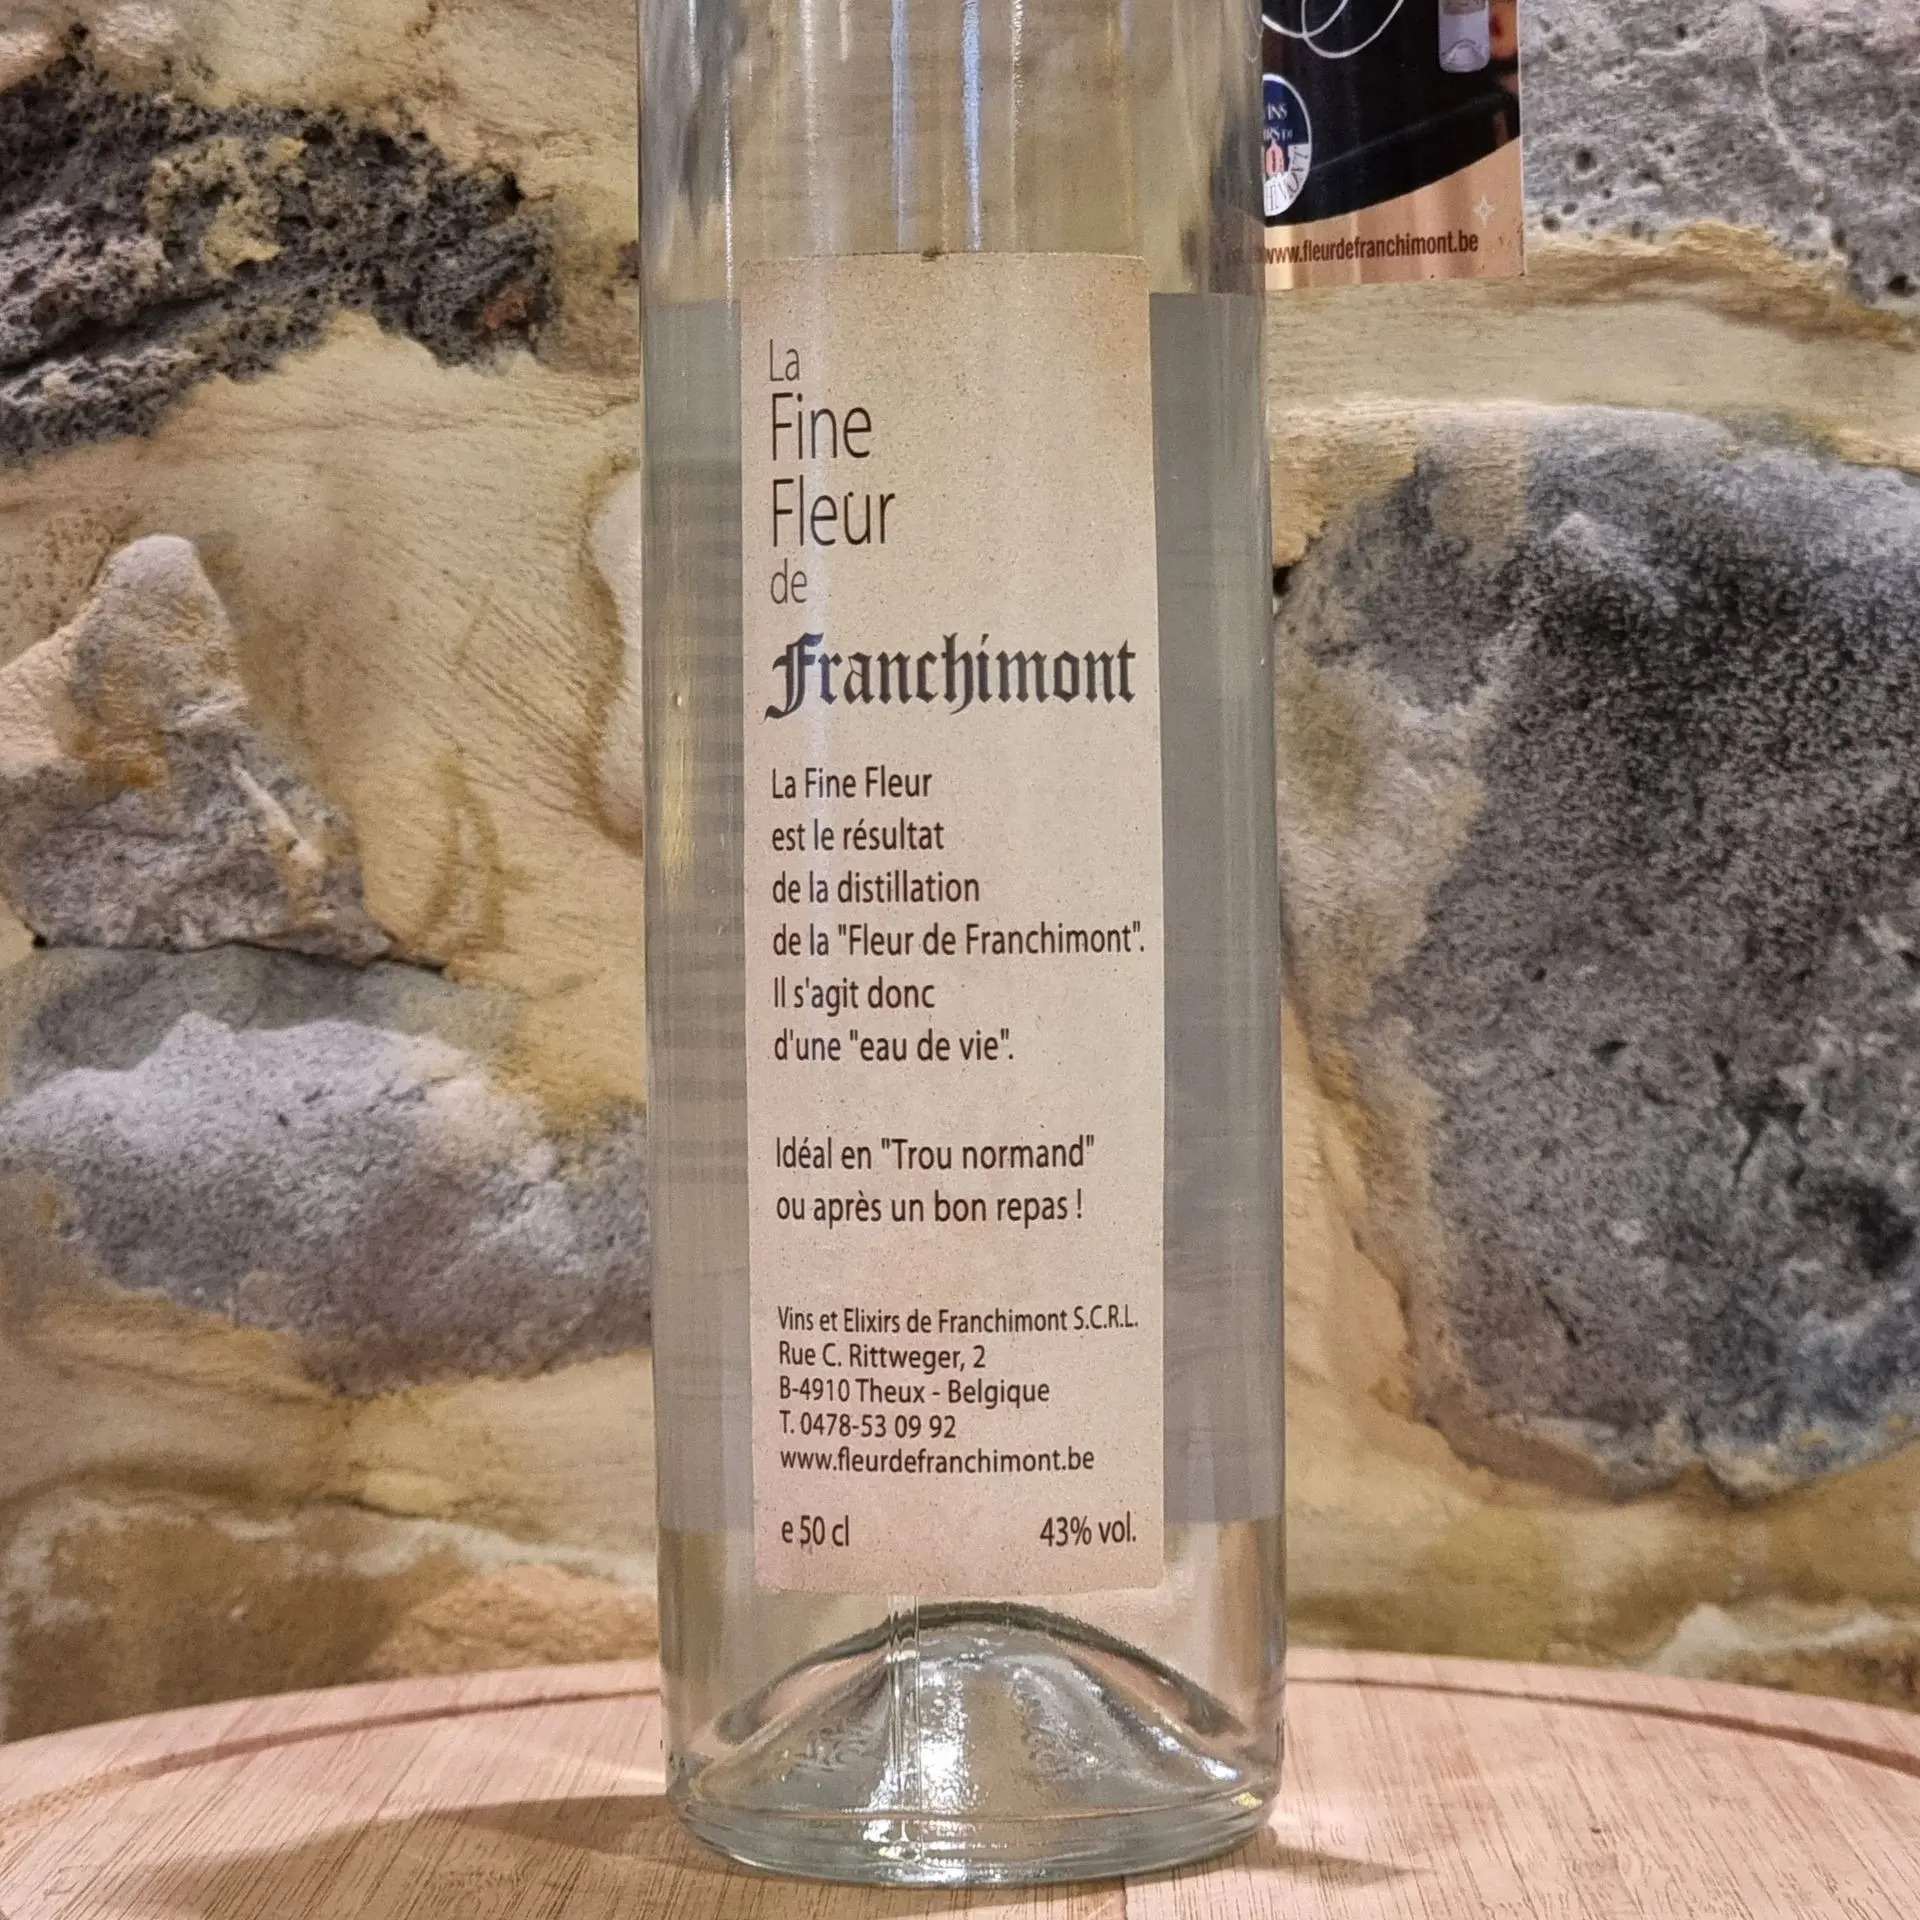 www.fleurdefranchimont.be
La
Fine
Fleur
de
Franchimont
La Fine Fleur
est le résultat
de la distillation
de la "Fleur de Franchimont".
Il s'agit donc
d'une "eau de vie".
Idéal en "Trou normand"
ou après un bon repas !
Vins et Elixirs de Franchimont S.C.R.L.
Rue C. Rittweger, 2
B-4910 Theux - Belgique
T. 0478-53 09 92
www.fleurdefranchimont.be
e 50 cl 43% vol.